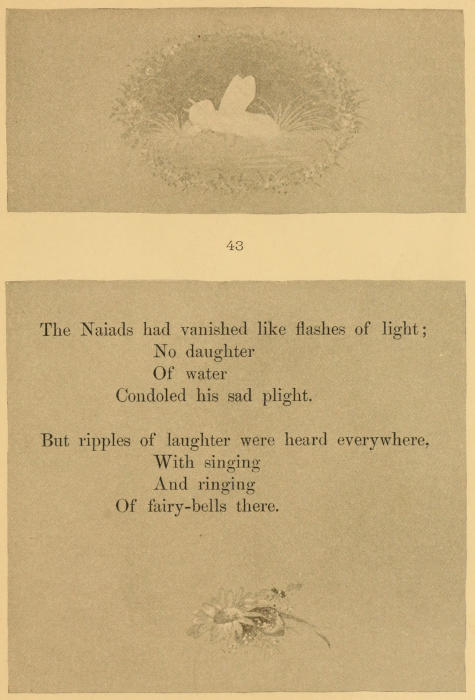 43
The Naiads had vanished like flashes of light;
No daughter
Of water
Condoled his sad plight.
But ripples of laughter were heard everywhere,
With singing
And ringing
Of fairy-bells there.